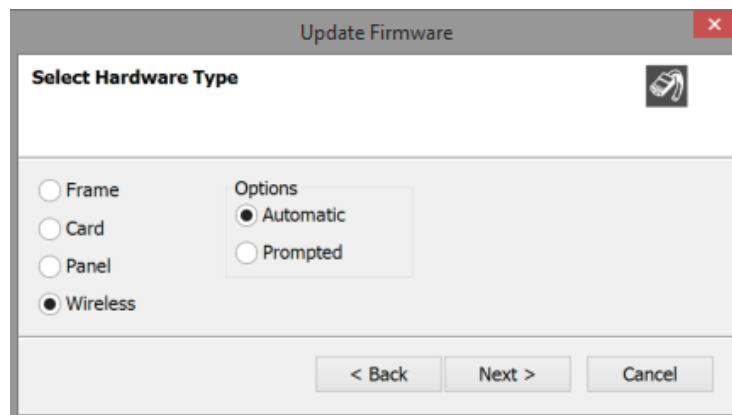 Update Firmware
Select Hardware Type
Frame
Card
Panel
Wireless
Options
Automatic
Prompted
< Back
Next >
Cancel